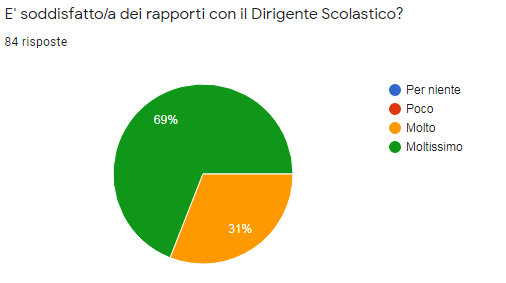 E' soddisfatto/a dei rapporti con il Dirigente Scolastico?
84 risposte
Per niente
Poco
Molto
Moltissimo
69%
31%